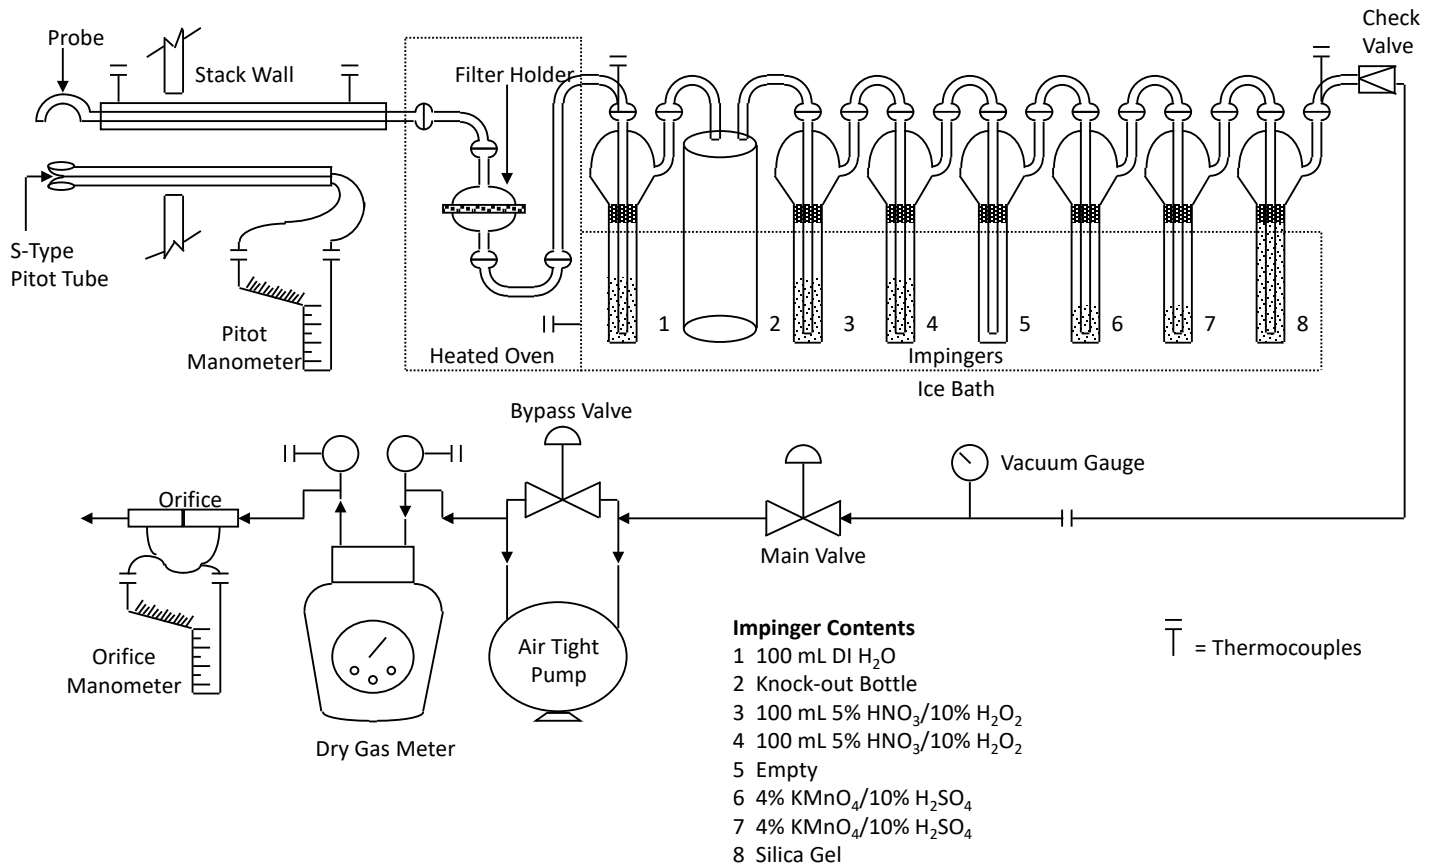 Check
Valve
Probe
Stack Wall
Filter Holder
S-Type
Pitot Tube
Pitot
Manometer
Heated Oven
1
2
3
4
5
6
7
8
Impingers
Ice Bath
Bypass Valve
Vacuum Gauge
Orifice
Main Valve
Orifice
Manometer
Air Tight
Pump
Dry Gas Meter
Impinger Contents
1 100 mL DI H₂O
2 Knock-out Bottle
3 100 mL 5% HNO₃/10% H₂O₂
4 100 mL 5% HNO₃/10% H₂O₂
5 Empty
6 4% KMnO₄/10% H₂SO₄
7 4% KMnO₄/10% H₂SO₄
8 Silica Gel
= Thermocouples